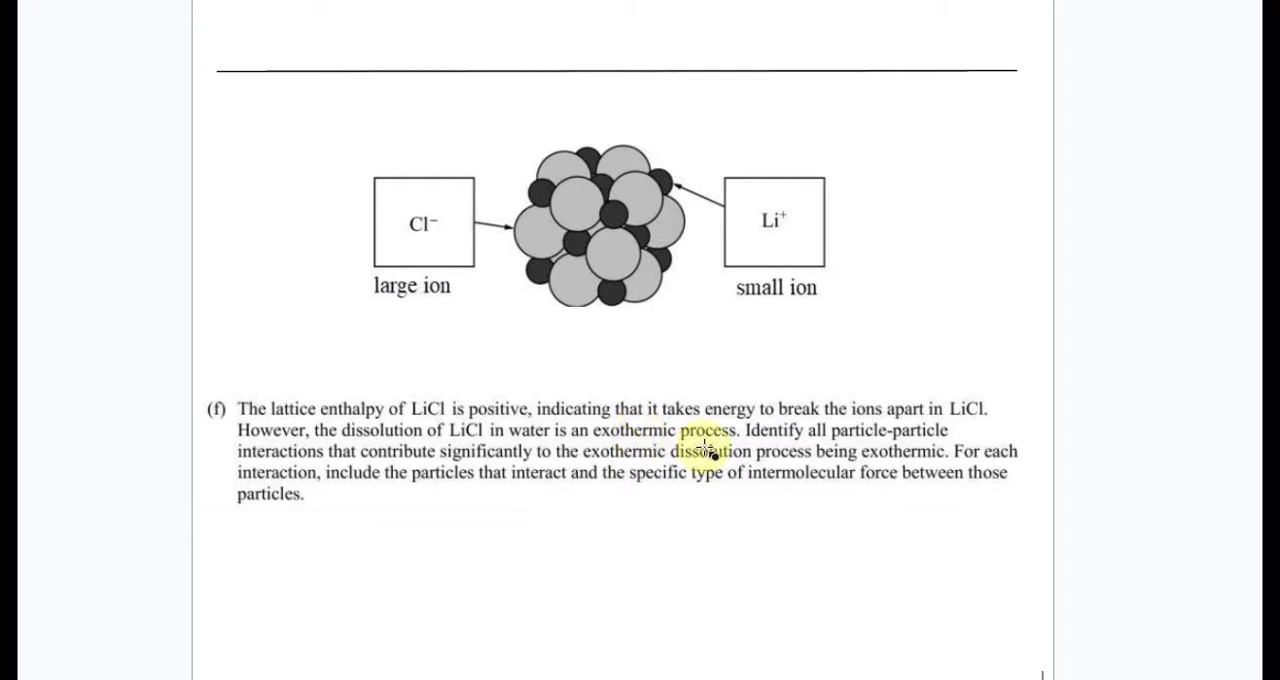 Cl⁻
Li⁺
large ion
small ion
(f) The lattice enthalpy of LiCl is positive, indicating that it takes energy to break the ions apart in LiCl.
However, the dissolution of LiCl in water is an exothermic process. Identify all particle-particle
interactions that contribute significantly to the exothermic dissolution process being exothermic. For each
interaction, include the particles that interact and the specific type of intermolecular force between those
particles.